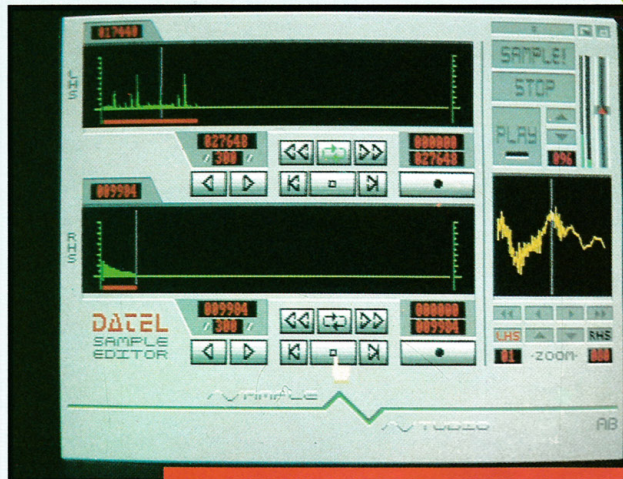 017640
SAMPLE!
STOP
PLAY
0%
LHS
027648
/ 300 /
000000
027648
009904
RHS
009904
/ 300 /
000000
009904
DATEL
SAMPLE
EDITOR
LHS
RHS
01
-ZOOM-
000
AB